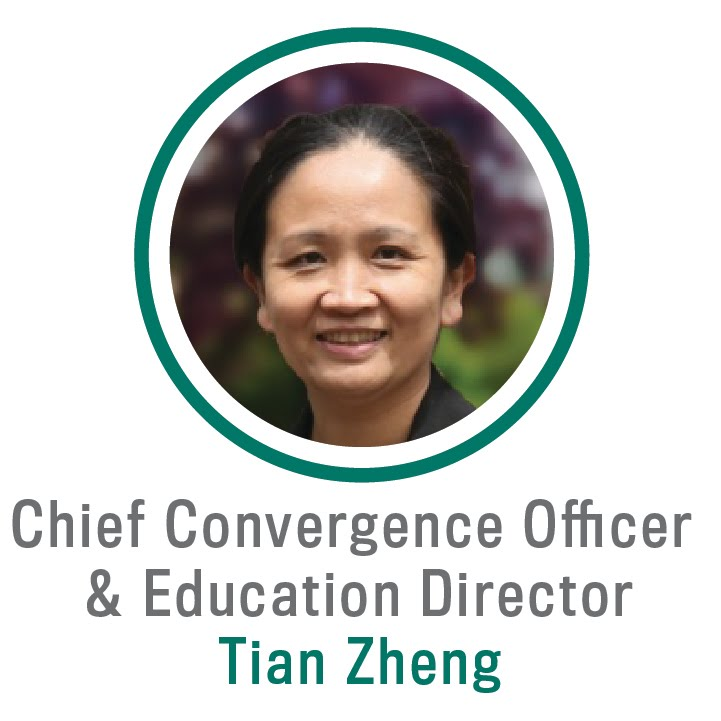 Chief Convergence Officer
& Education Director
Tian Zheng